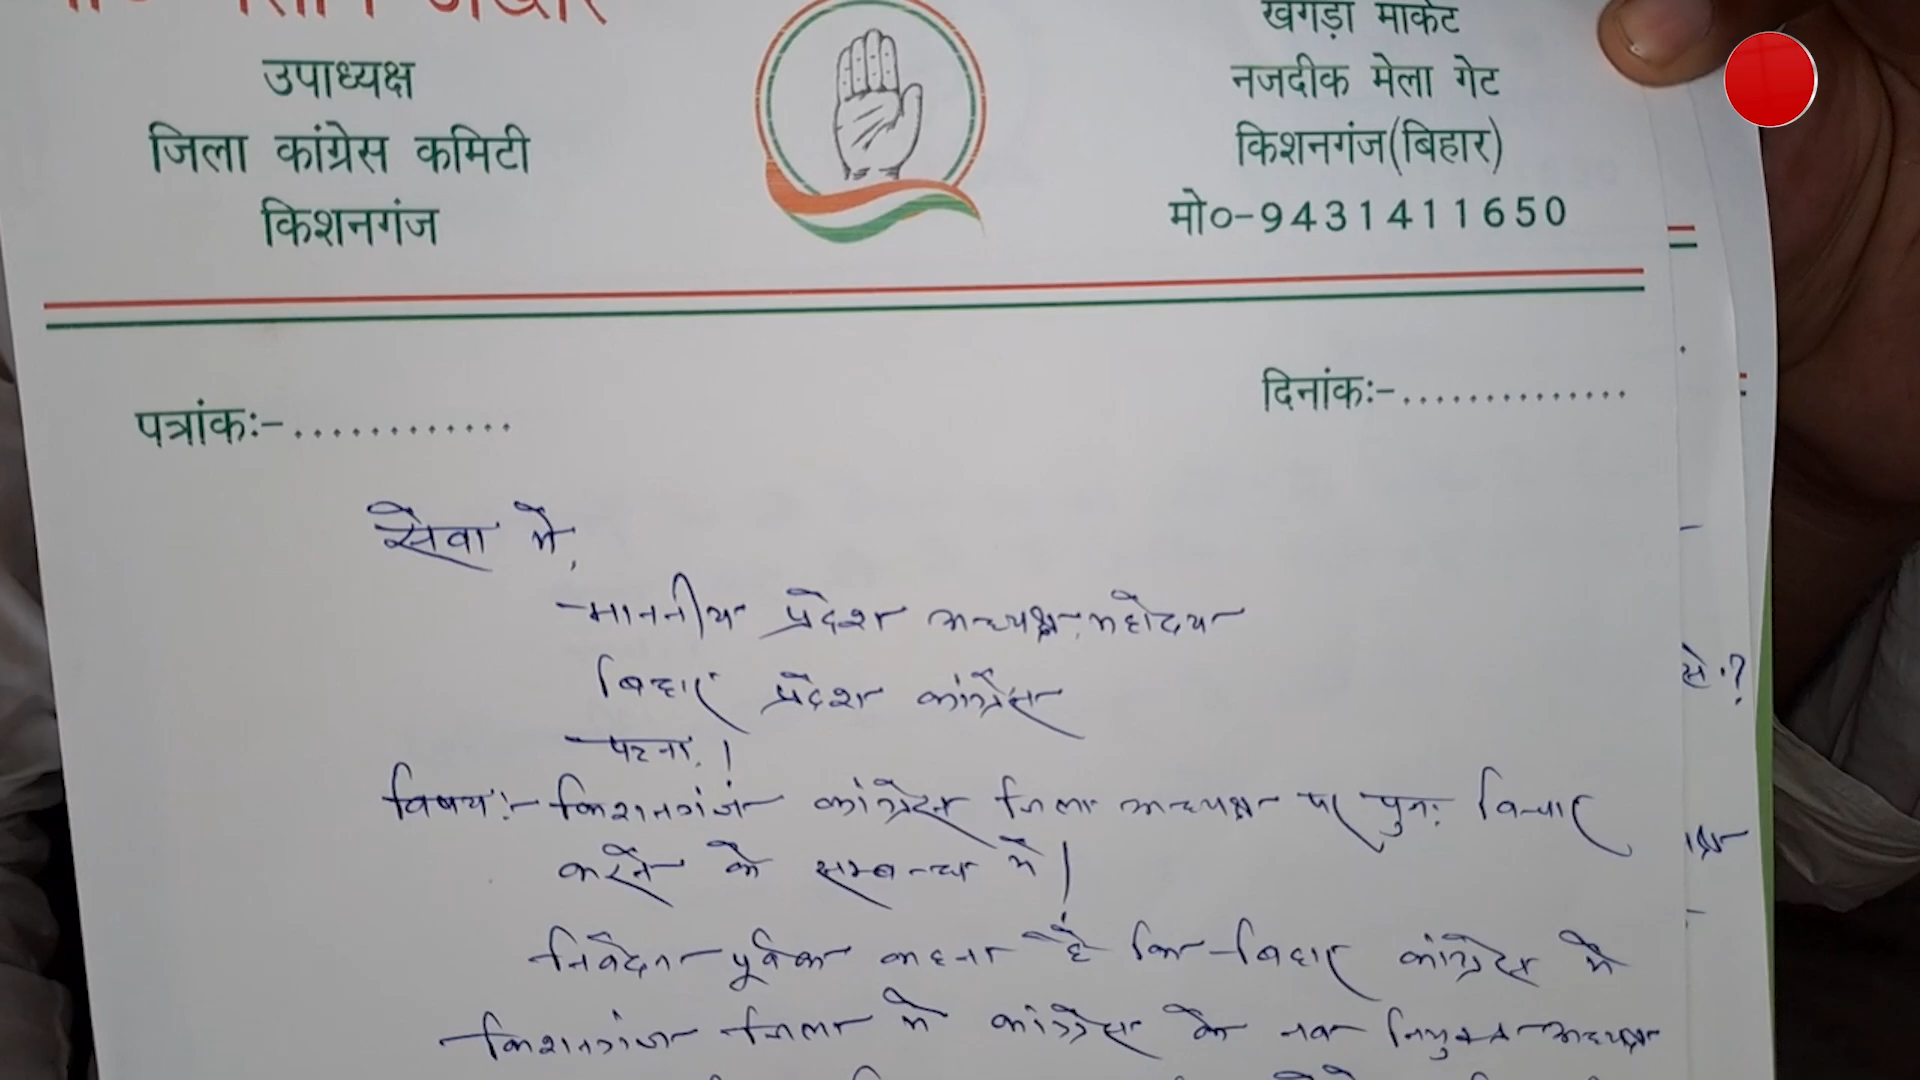 उपाध्यक्ष
जिला कांग्रेस कमिटी
किशनगंज
खगड़ा मार्केट
नजदीक मेला गेट
किशनगंज(बिहार)
मो०-9431411650
पत्रांकः-............
दिनांकः-..............
सेवा में,
माननीय प्रदेश अध्यक्ष महोदय
बिहार प्रदेश कांग्रेस
पटना.।
विषय:- किशनगंज कांग्रेस जिला अध्यक्ष पर पुनः विचार
करने के सम्बन्ध में।
निवेदन पूर्वक कहना है कि बिहार कांग्रेस में
किशनगंज जिला में कांग्रेस के नव नियुक्त अध्यक्ष
से.?